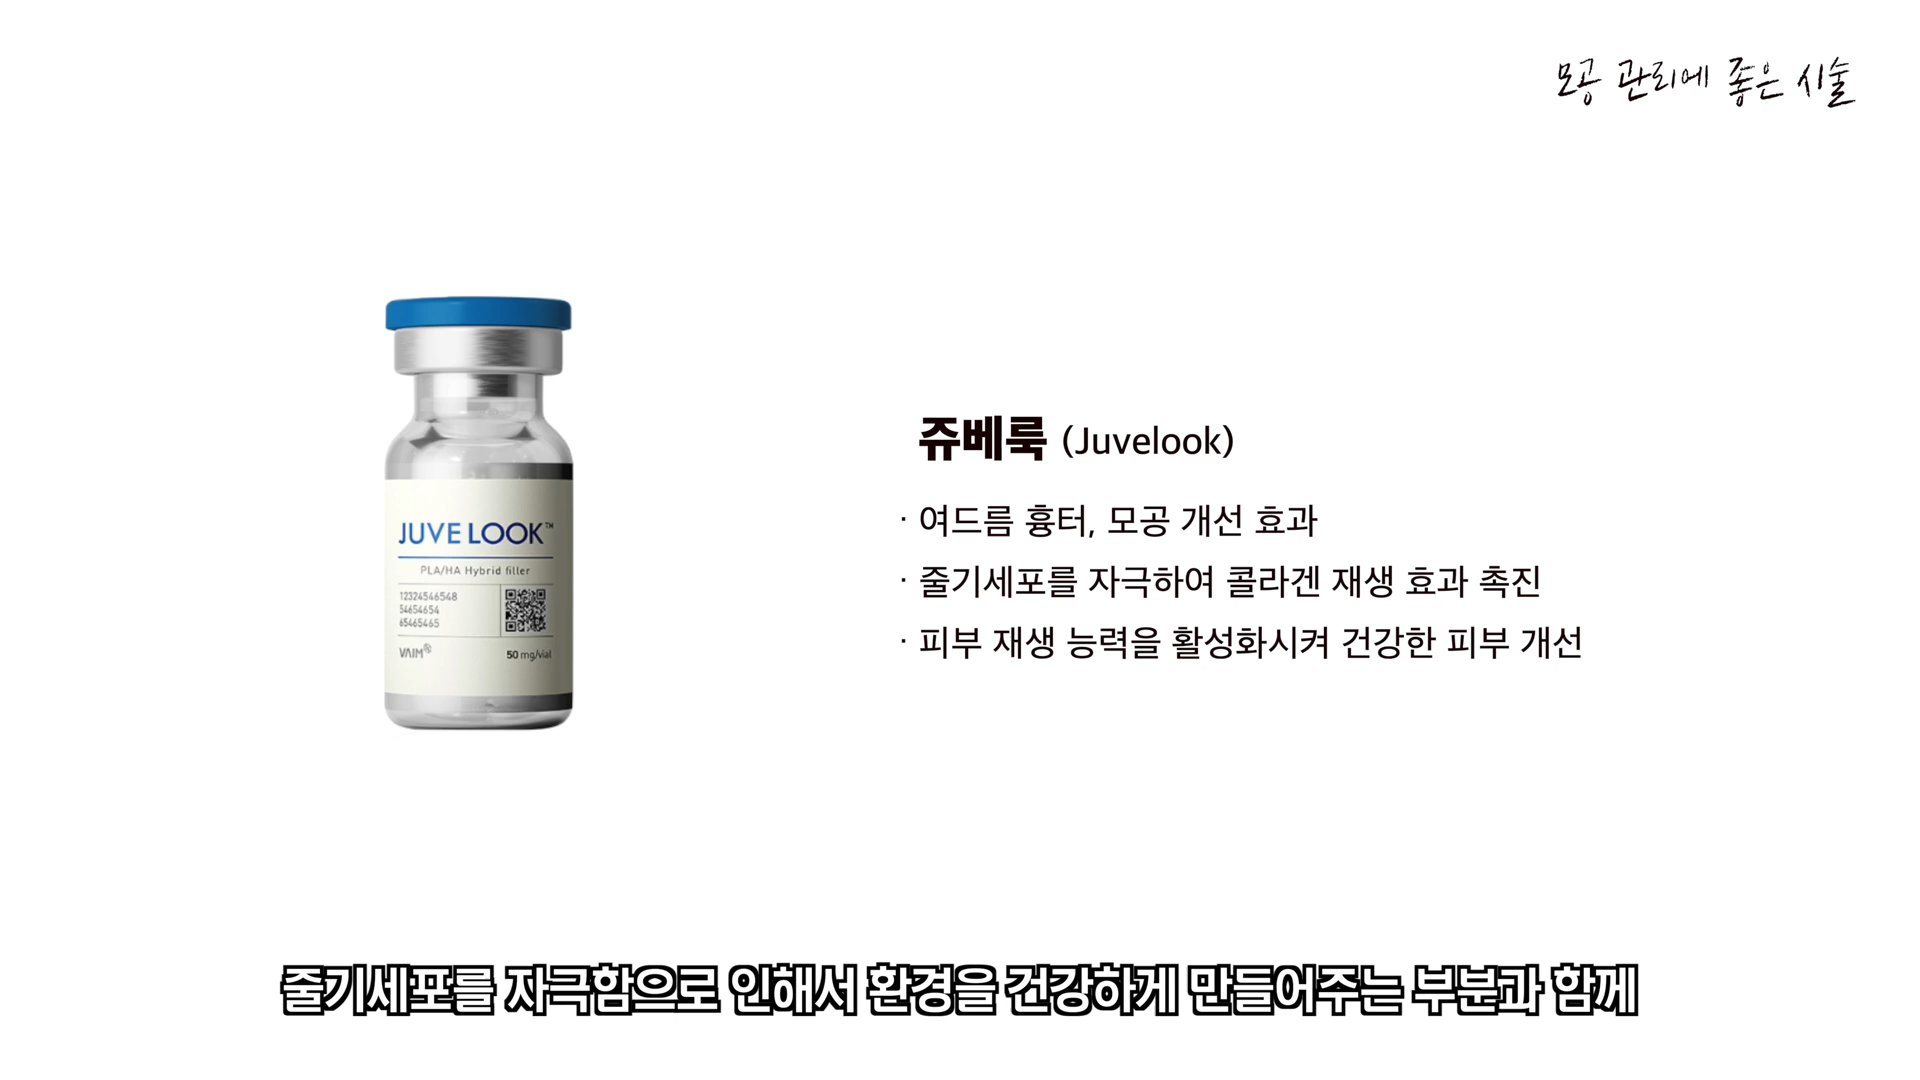 모공 관리에 좋은 시술
JUVE LOOK™
PLA/HA Hybrid filler
12324546548
54654654
65465465
VAIM
50 mg/vial
쥬베룩 (Juvelook)
· 여드름 흉터, 모공 개선 효과
· 줄기세포를 자극하여 콜라겐 재생 효과 촉진
· 피부 재생 능력을 활성화시켜 건강한 피부 개선
줄기세포를 자극함으로 인해서 환경을 건강하게 만들어주는 부분과 함께